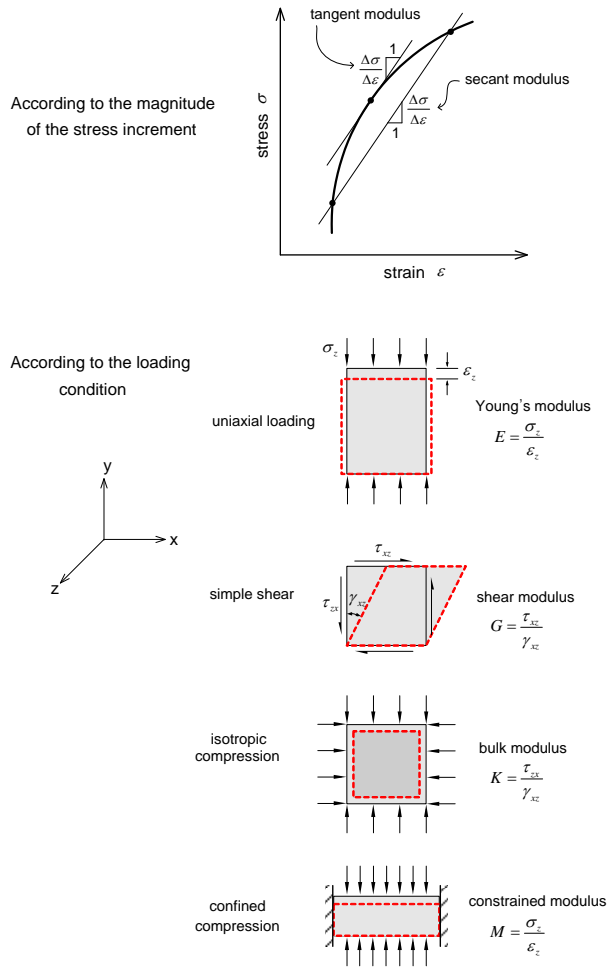 tangent modulus
1
Δσ
Δε
secant modulus
Δσ
Δε
1
According to the magnitude
of the stress increment
stress σ
strain ε
According to the loading
condition
σz
εz
uniaxial loading
Young's modulus
E = σz
εz
y
x
z
τxz
simple shear
τzx
γxz
shear modulus
G = τxz
γxz
isotropic
compression
bulk modulus
K = τzx
γxz
confined
compression
constrained modulus
M = σz
εz